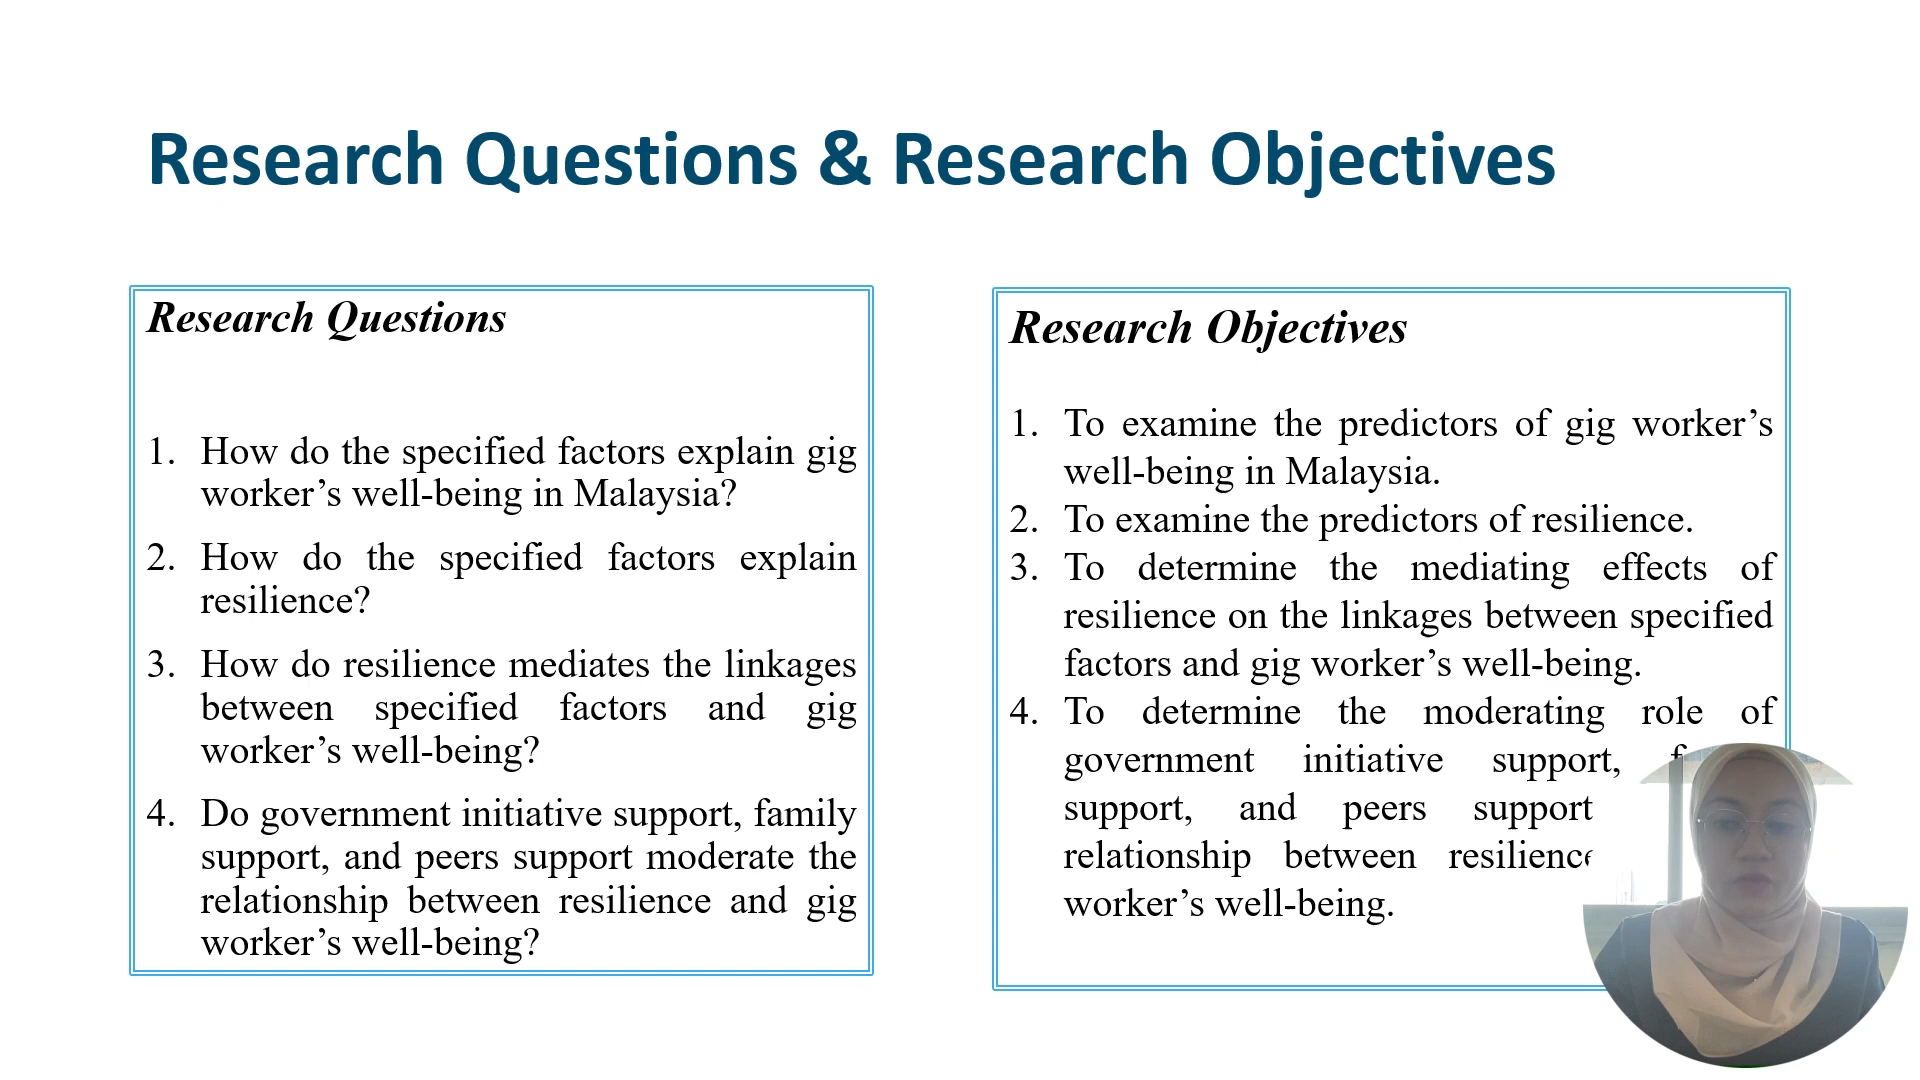 Research Questions & Research Objectives
Research Questions
1. How do the specified factors explain gig
worker’s well-being in Malaysia?
2. How do the specified factors explain
resilience?
3. How do resilience mediates the linkages
between specified factors and gig
worker’s well-being?
4. Do government initiative support, family
support, and peers support moderate the
relationship between resilience and gig
worker’s well-being?
Research Objectives
1. To examine the predictors of gig worker’s
well-being in Malaysia.
2. To examine the predictors of resilience.
3. To determine the mediating effects of
resilience on the linkages between specified
factors and gig worker’s well-being.
4. To determine the moderating role of
government initiative support,
support, and peers support
relationship between resilience
worker’s well-being.